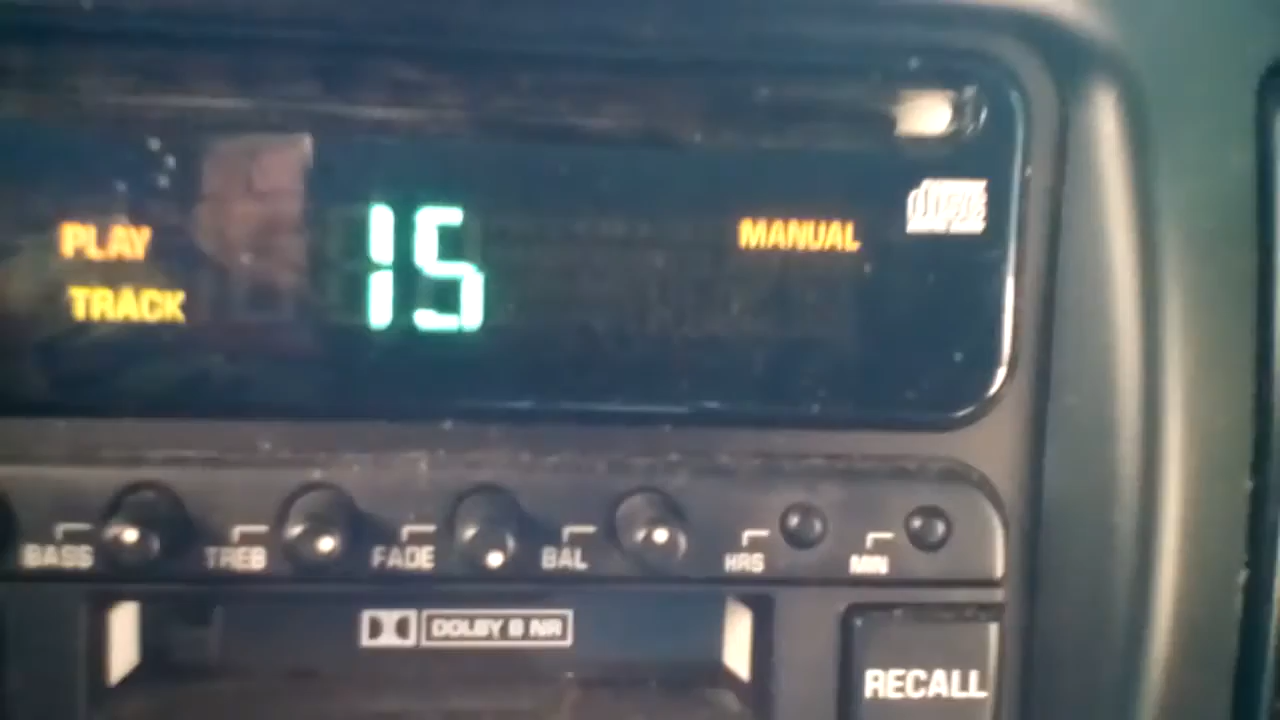 PLAY
15
MANUAL
disc
TRACK
BASS
TREB
FADE
BAL
HRS
MIN
DOLBY B NR
RECALL